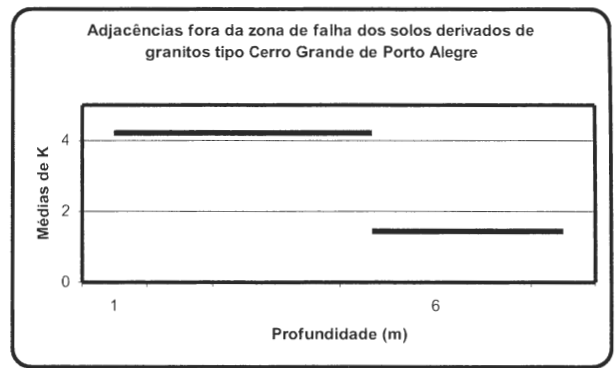 Adjacências fora da zona de falha dos solos derivados de
granitos tipo Cerro Grande de Porto Alegre
Médias de K
4
2
0
1
6
Profundidade (m)